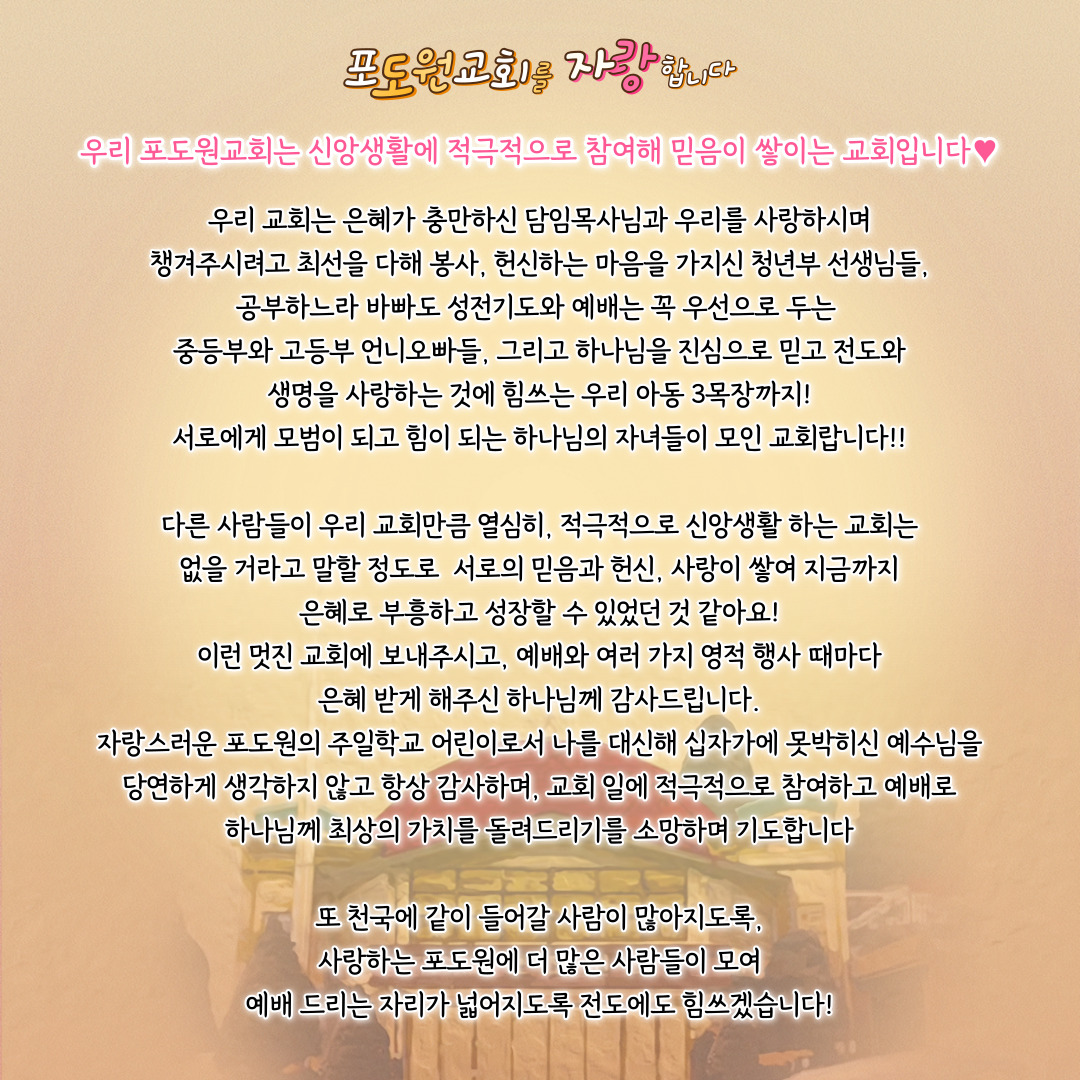 포도원교회를 자랑합니다
우리 포도원교회는 신앙생활에 적극적으로 참여해 믿음이 쌓이는 교회입니다♥
우리 교회는 은혜가 충만하신 담임목사님과 우리를 사랑하시며
챙겨주시려고 최선을 다해 봉사, 헌신하는 마음을 가지신 청년부 선생님들,
공부하느라 바빠도 성전기도와 예배는 꼭 우선으로 두는
중등부와 고등부 언니오빠들, 그리고 하나님을 진심으로 믿고 전도와
생명을 사랑하는 것에 힘쓰는 우리 아동 3목장까지!
서로에게 모범이 되고 힘이 되는 하나님의 자녀들이 모인 교회랍니다!!
다른 사람들이 우리 교회만큼 열심히, 적극적으로 신앙생활 하는 교회는
없을 거라고 말할 정도로 서로의 믿음과 헌신, 사랑이 쌓여 지금까지
은혜로 부흥하고 성장할 수 있었던 것 같아요!
이런 멋진 교회에 보내주시고, 예배와 여러 가지 영적 행사 때마다
은혜 받게 해주신 하나님께 감사드립니다.
자랑스러운 포도원의 주일학교 어린이로서 나를 대신해 십자가에 못박히신 예수님을
당연하게 생각하지 않고 항상 감사하며, 교회 일에 적극적으로 참여하고 예배로
하나님께 최상의 가치를 돌려드리기를 소망하며 기도합니다
또 천국에 같이 들어갈 사람이 많아지도록,
사랑하는 포도원에 더 많은 사람들이 모여
예배 드리는 자리가 넓어지도록 전도에도 힘쓰겠습니다!